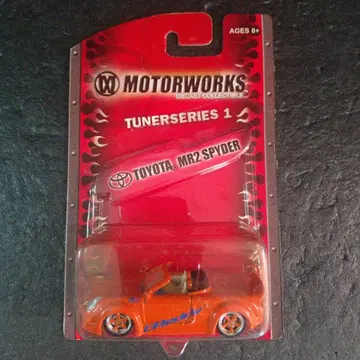 AGES 8+
MOTORWORKS
TUNERSERIES 1
TOYOTA MR2 SPYDER